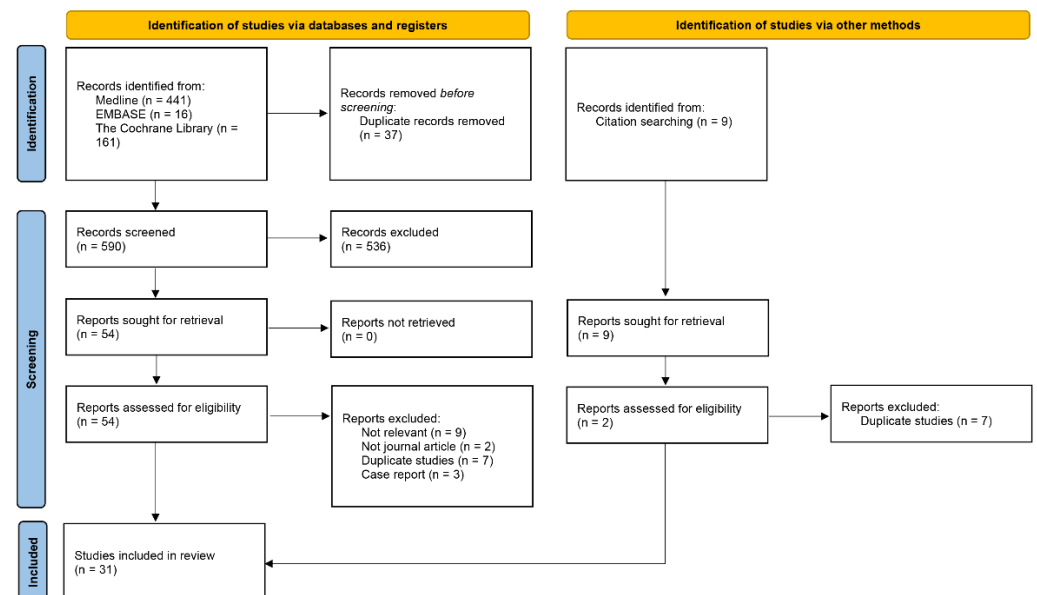 Identification of studies via databases and registers
Identification of studies via other methods
Identification
Records identified from:
Medline (n = 441)
EMBASE (n = 16)
The Cochrane Library (n =
161)
Records removed before
screening:
Duplicate records removed
(n = 37)
Records identified from:
Citation searching (n = 9)
Screening
Records screened
(n = 590)
Records excluded
(n = 536)
Reports sought for retrieval
(n = 54)
Reports not retrieved
(n = 0)
Reports sought for retrieval
(n = 9)
Reports assessed for eligibility
(n = 54)
Reports excluded:
Not relevant (n = 9)
Not journal article (n = 2)
Duplicate studies (n = 7)
Case report (n = 3)
Reports assessed for eligibility
(n = 2)
Reports excluded:
Duplicate studies (n = 7)
Included
Studies included in review
(n = 31)